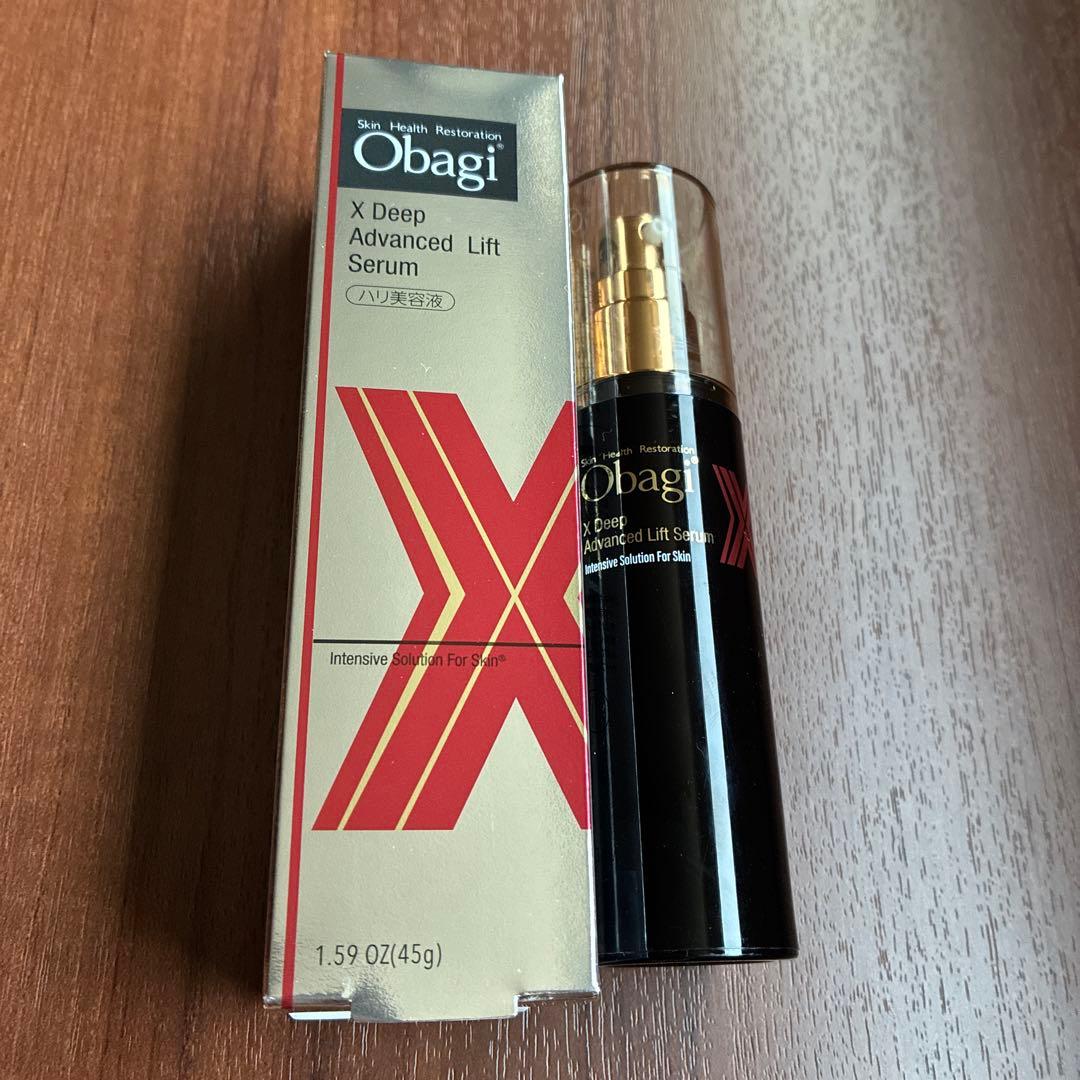 Skin Health Restoration
Obagi®
X Deep
Advanced Lift
Serum
ハリ美容液
X
Intensive Solution For Skin®
1.59 OZ(45g)
Skin Health Restoration
Obagi®
X Deep
Advanced Lift Serum
Intensive Solution For Skin
X